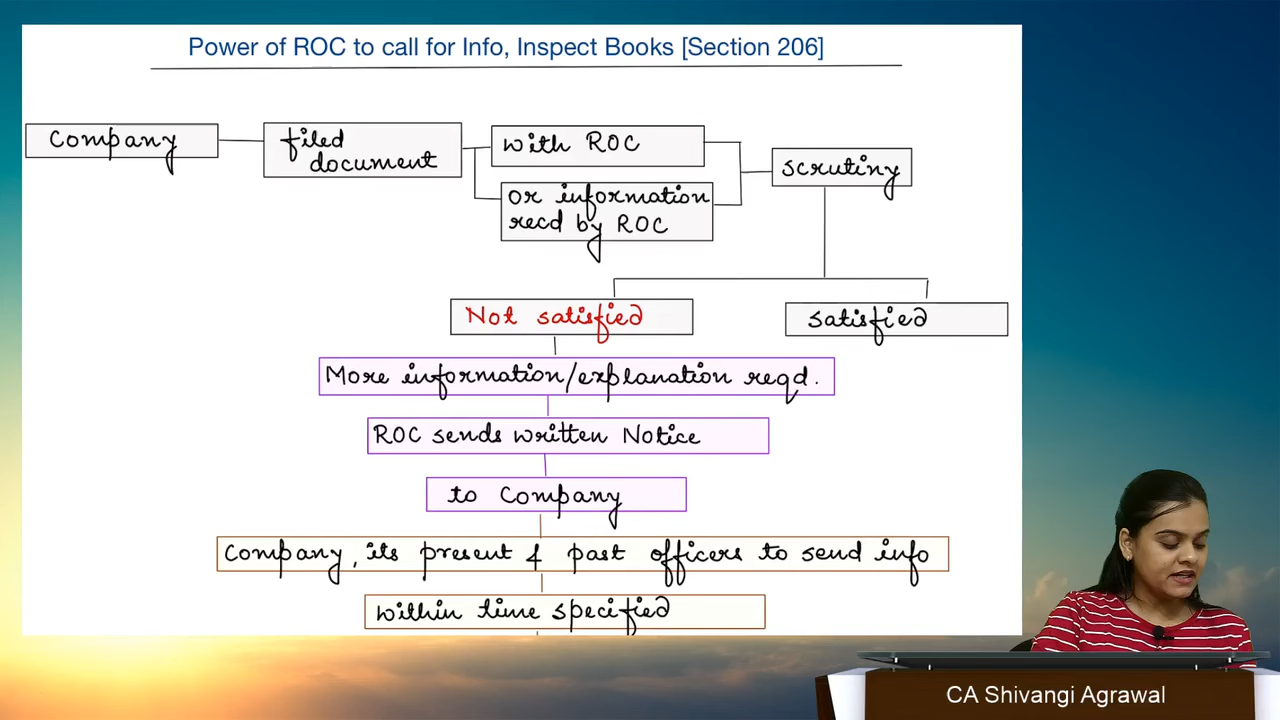 Power of ROC to call for Info, Inspect Books [Section 206]
Company
filed
document
with ROC
or information
recd by ROC
scrutiny
Not satisfied
satisfied
More information/explanation reqd.
ROC sends written Notice
to Company
Company, its present & past officers to send info
within time specified
CA Shivangi Agrawal